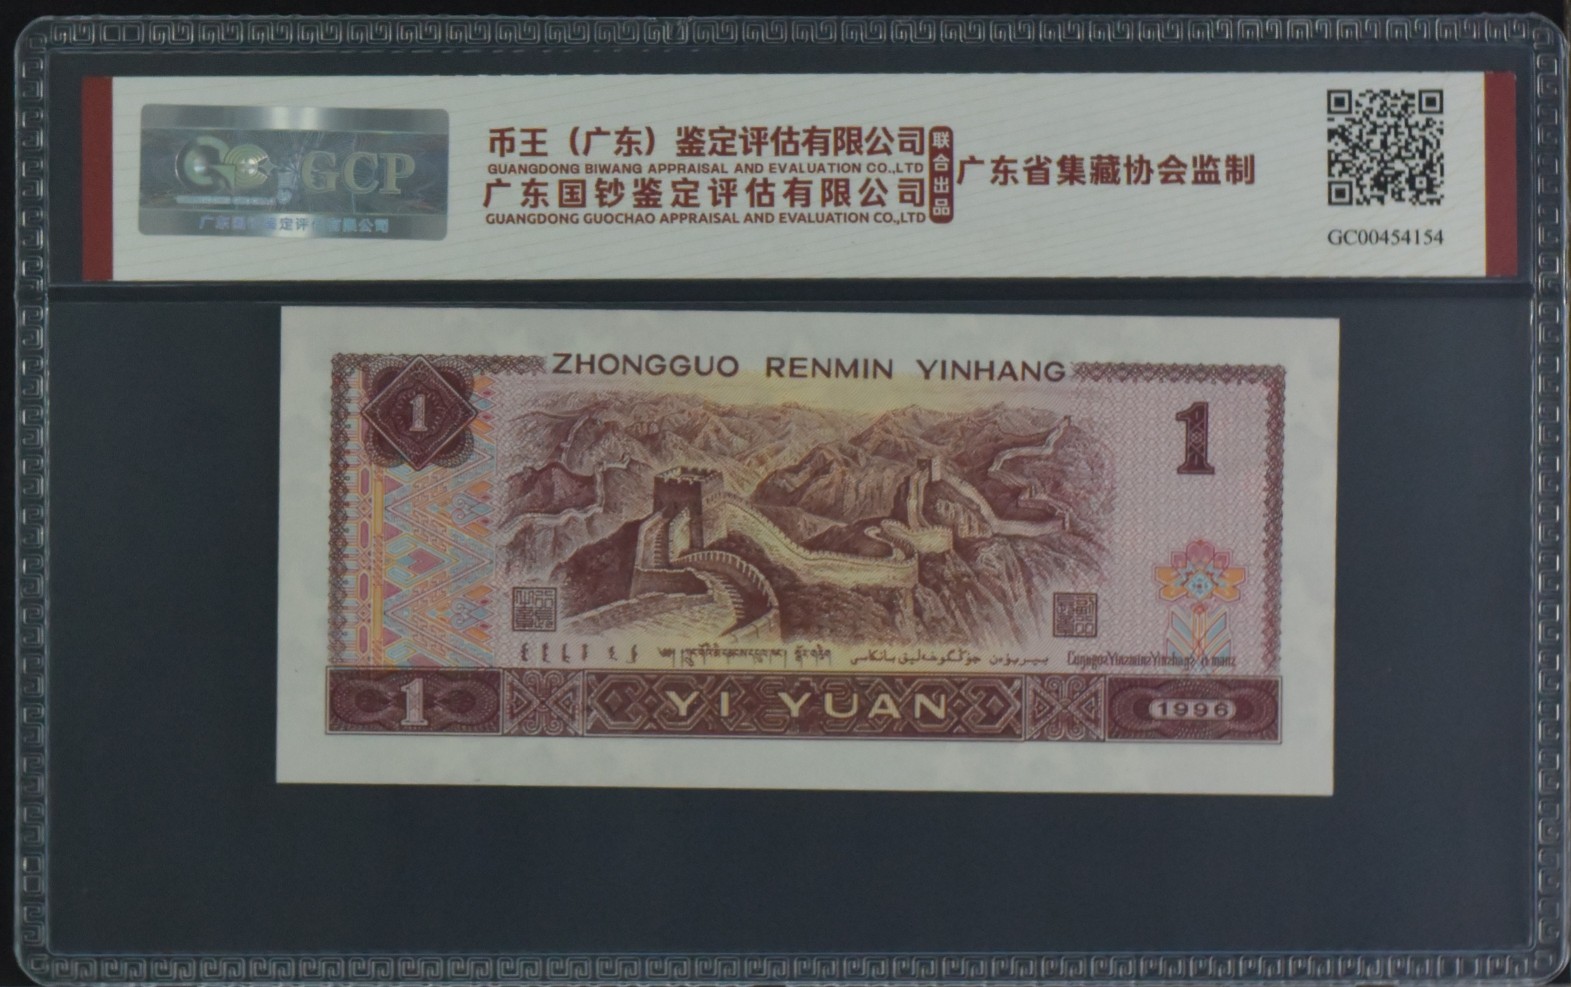 GCP
币王（广东）鉴定评估有限公司
GUANGDONG BIWANG APPRAISAL AND EVALUATION CO.,LTD
广东国钞鉴定评估有限公司
GUANGDONG GUOCHAO APPRAISAL AND EVALUATION CO.,LTD
联合出品
广东省集藏协会监制
GC00454154
ZHONGGUO RENMIN YINHANG
1
1
1
YI YUAN
1996